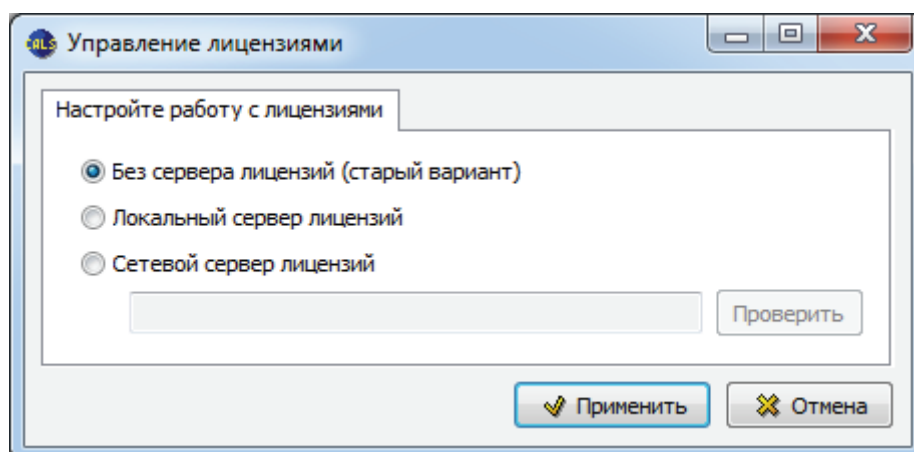 CALS
Управление лицензиями
Настройте работу с лицензиями
Без сервера лицензий (старый вариант)
Локальный сервер лицензий
Сетевой сервер лицензий
Проверить
Применить
Отмена